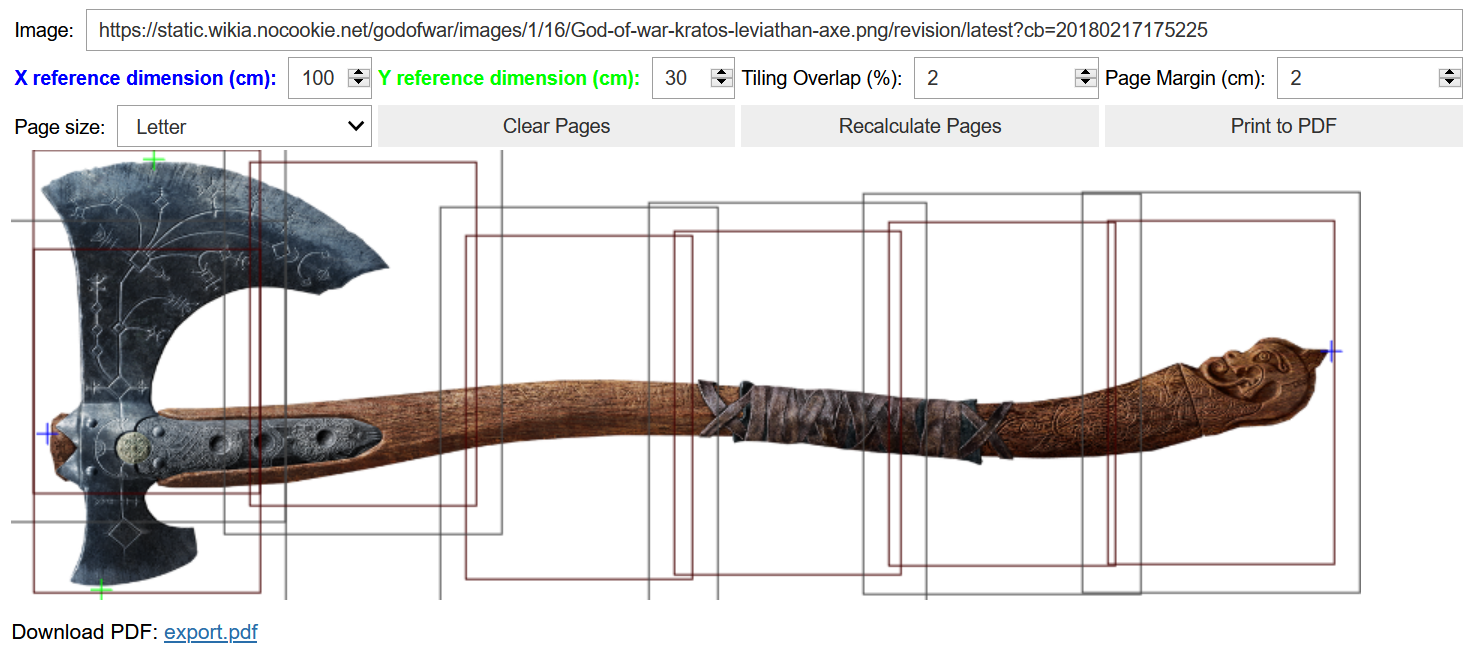 Image: https://static.wikia.nocookie.net/godofwar/images/1/16/God-of-war-kratos-leviathan-axe.png/revision/latest?cb=20180217175225
X reference dimension (cm): 100 Y reference dimension (cm): 30 Tiling Overlap (%): 2 Page Margin (cm): 2
Page size: Letter Clear Pages Recalculate Pages Print to PDF
Download PDF: export.pdf